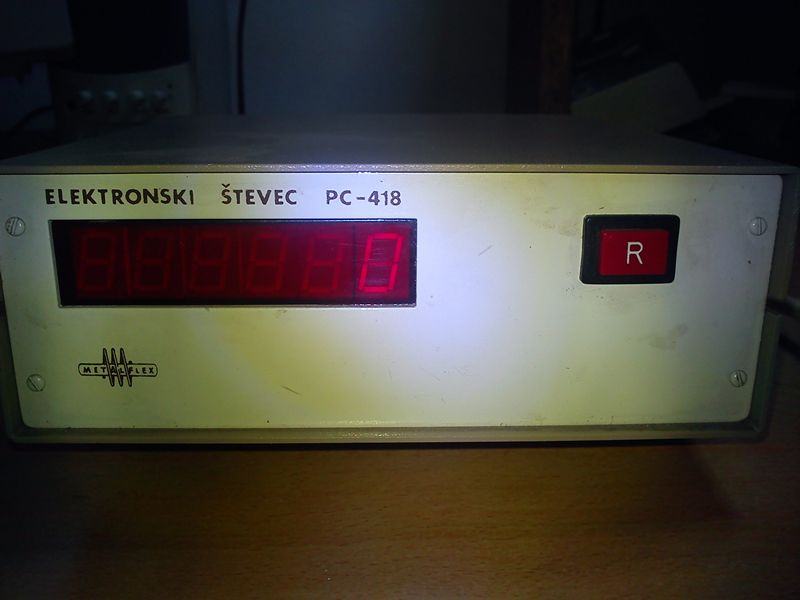 ELEKTRONSKI ŠTEVEC PC-418
0
R
METALFLEX